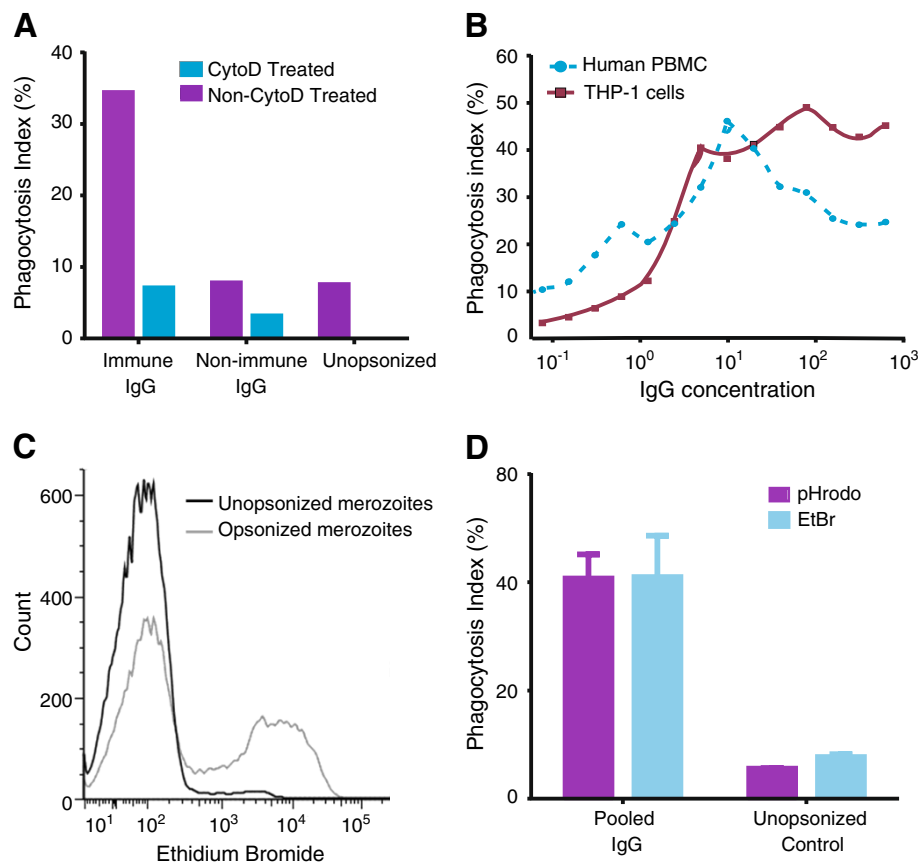 A
Phagocytosis Index (%)
40
30
20
10
0
CytoD Treated
Non-CytoD Treated
Immune
IgG
Non-immune
IgG
Unopsonized
B
Phagocytosis index (%)
60
50
40
30
20
10
0
Human PBMC
THP-1 cells
10-1
100
101
102
103
IgG concentration
C
Count
600
400
200
0
Unopsonized merozoites
Opsonized merozoites
101
102
103
104
105
Ethidium Bromide
D
Phagocytosis Index (%)
80
40
20
0
pHrodo
EtBr
Pooled
IgG
Unopsonized
Control